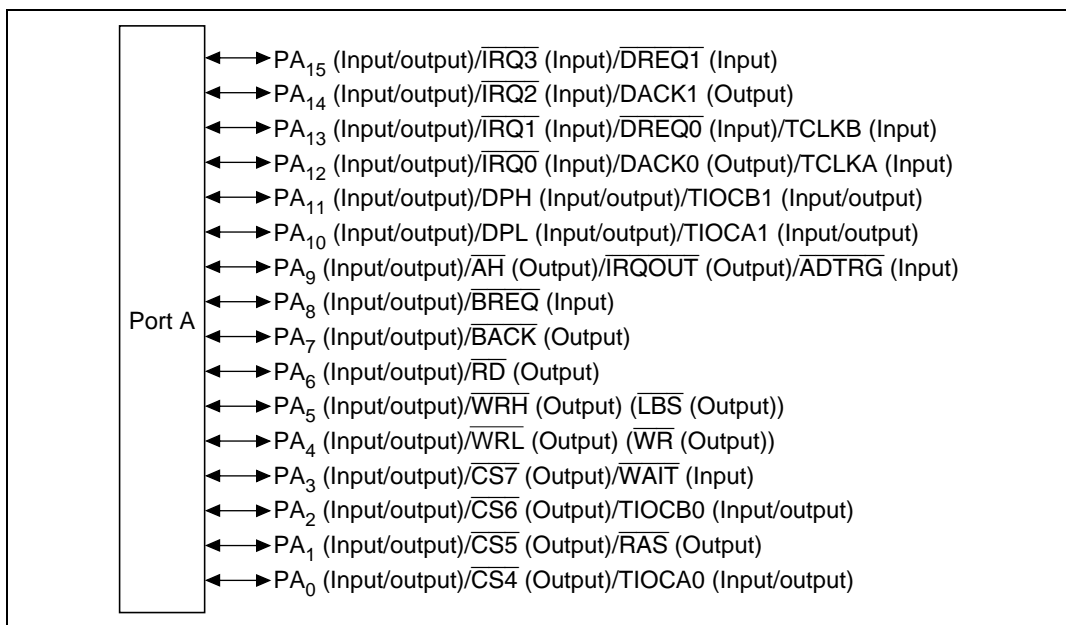 Port A
PA15 (Input/output)/IRQ3 (Input)/DREQ1 (Input)
PA14 (Input/output)/IRQ2 (Input)/DACK1 (Output)
PA13 (Input/output)/IRQ1 (Input)/DREQ0 (Input)/TCLKB (Input)
PA12 (Input/output)/IRQ0 (Input)/DACK0 (Output)/TCLKA (Input)
PA11 (Input/output)/DPH (Input/output)/TIOCB1 (Input/output)
PA10 (Input/output)/DPL (Input/output)/TIOCA1 (Input/output)
PA9 (Input/output)/AH (Output)/IRQOUT (Output)/ADTRG (Input)
PA8 (Input/output)/BREQ (Input)
PA7 (Input/output)/BACK (Output)
PA6 (Input/output)/RD (Output)
PA5 (Input/output)/WRH (Output) (LBS (Output))
PA4 (Input/output)/WRL (Output) (WR (Output))
PA3 (Input/output)/CS7 (Output)/WAIT (Input)
PA2 (Input/output)/CS6 (Output)/TIOCB0 (Input/output)
PA1 (Input/output)/CS5 (Output)/RAS (Output)
PA0 (Input/output)/CS4 (Output)/TIOCA0 (Input/output)